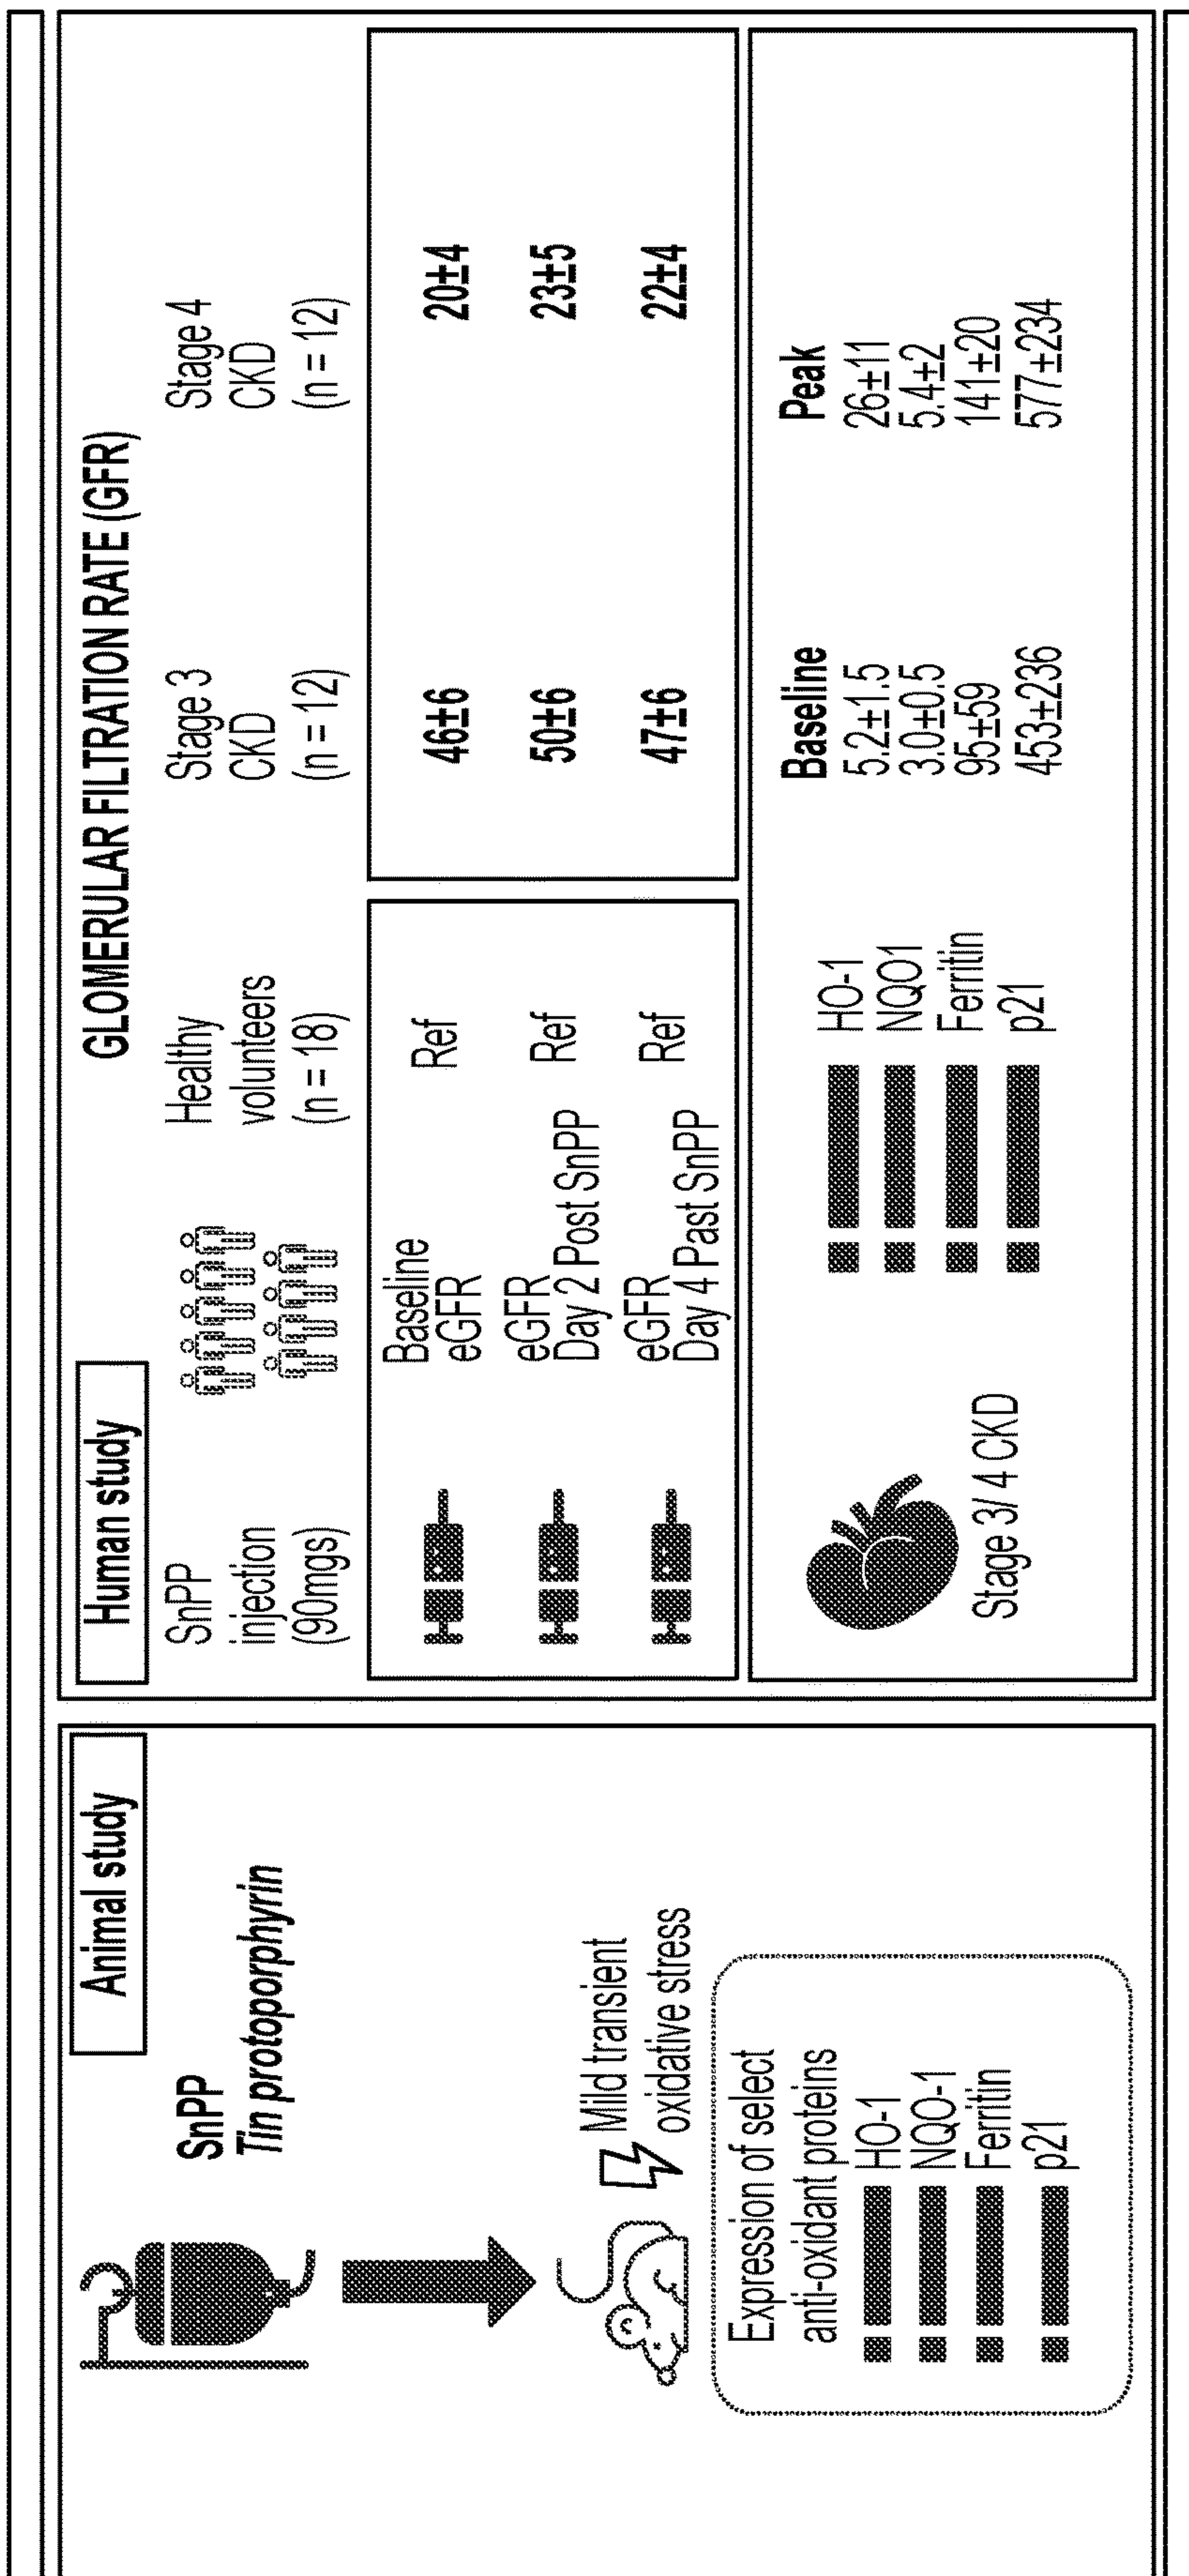 Animal study
SnPP
Tin protoporphyrin
Mild transient
oxidative stress
Expression of select
anti-oxidant proteins
HO-1
NQO-1
Ferritin
p21
Human study
GLOMERULAR FILTRATION RATE (GFR)
SnPP
injection
(90mgs)
Healthy
volunteers
(n = 18)
Stage 3
CKD
(n = 12)
Stage 4
CKD
(n = 12)
Baseline
eGFR
Ref
46±6
20±4
eGFR
Day 2 Post SnPP
Ref
50±6
23±5
eGFR
Day 4 Past SnPP
Ref
47±6
22±4
Stage 3/ 4 CKD
Baseline Peak
HO-1 5.2±1.5 26±11
NQO1 3.0±0.5 5.4±2
Ferritin 95±59 141±20
p21 453±236 577±234